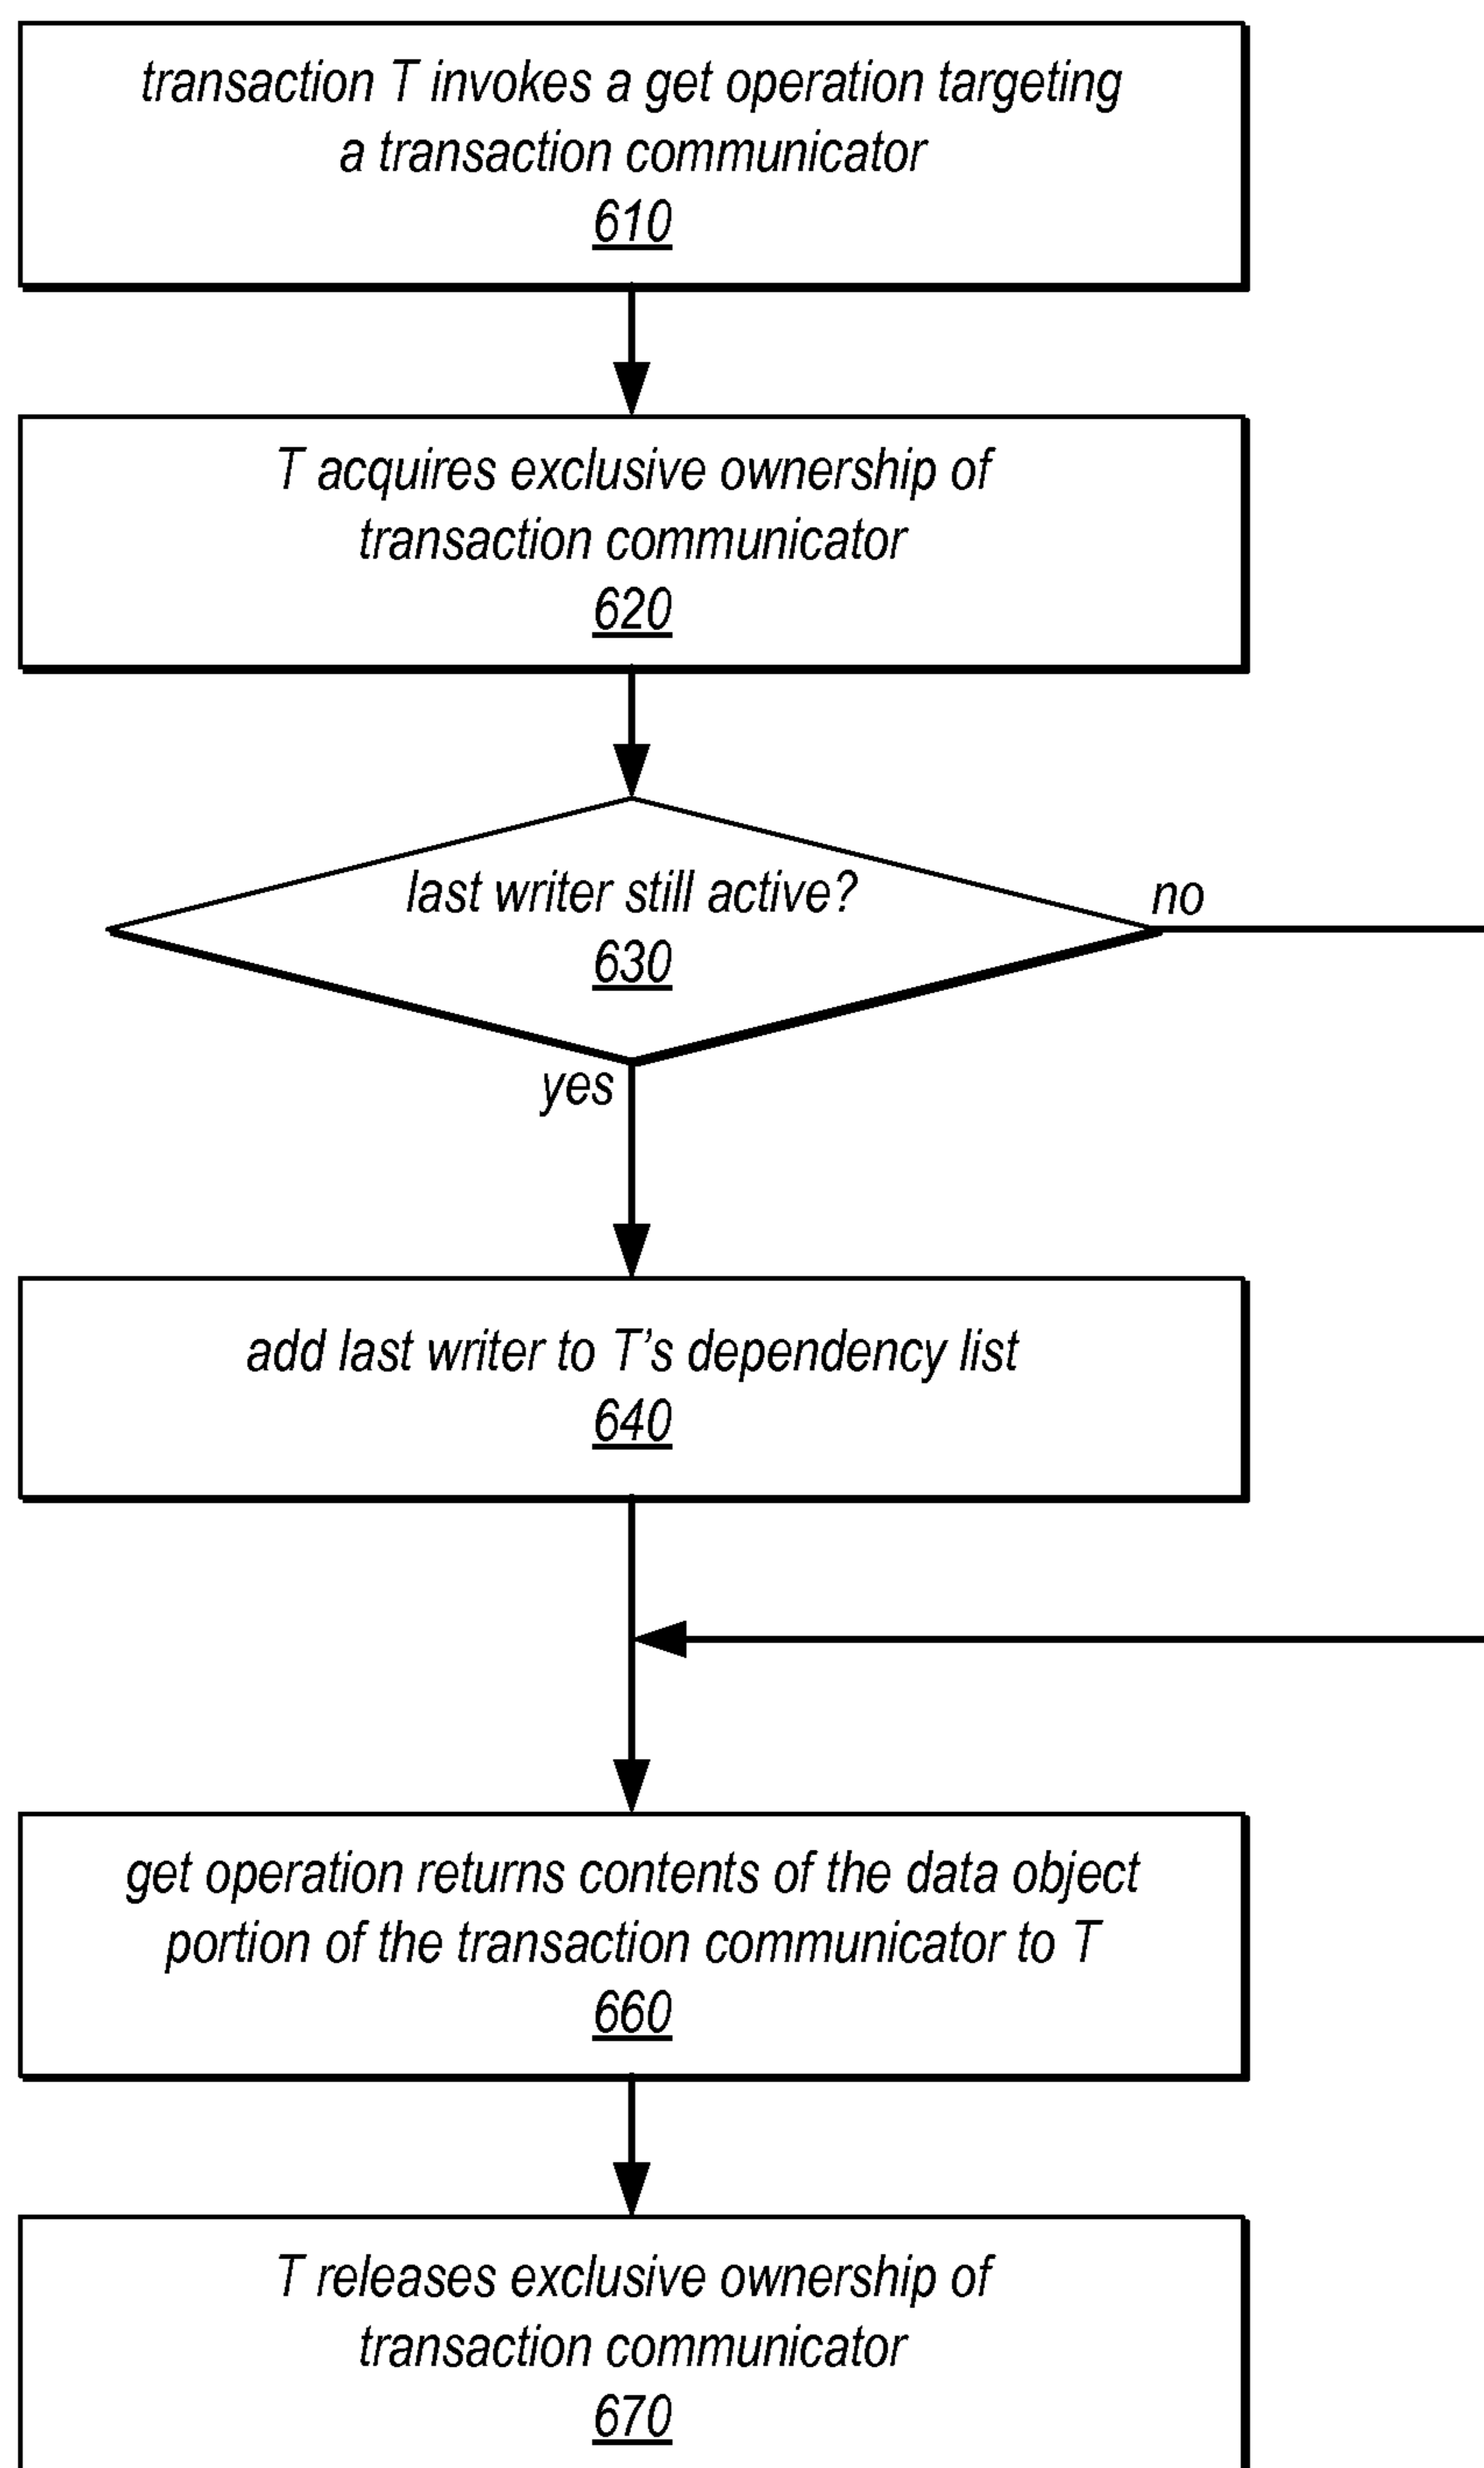 transaction T invokes a get operation targeting
a transaction communicator
610
T acquires exclusive ownership of
transaction communicator
620
last writer still active?
630
no
yes
add last writer to T’s dependency list
640
get operation returns contents of the data object
portion of the transaction communicator to T
660
T releases exclusive ownership of
transaction communicator
670